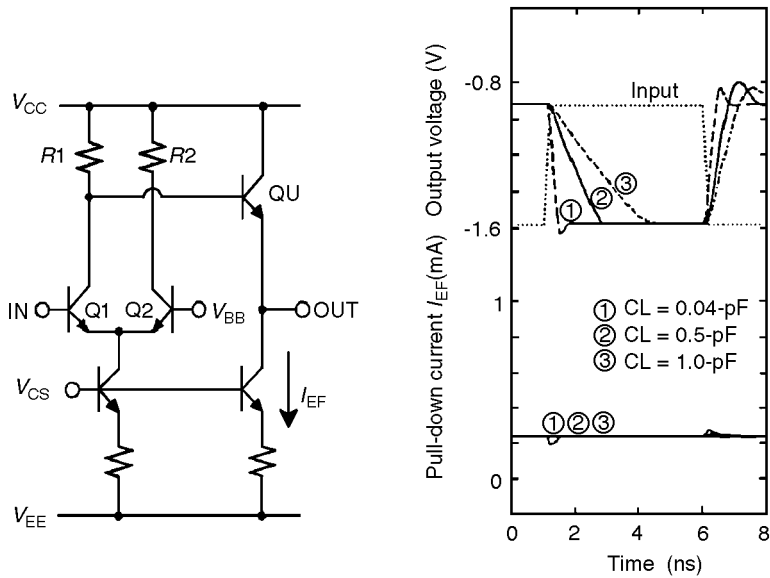 VCC
R1
R2
QU
IN
Q1
Q2
VBB
OUT
VCS
IEF
VEE
Output voltage (V)
Pull-down current IEF(mA)
-0.8
-1.6
1
0
Input
①
②
③
① CL = 0.04-pF
② CL = 0.5-pF
③ CL = 1.0-pF
①②③
0 2 4 6 8
Time (ns)